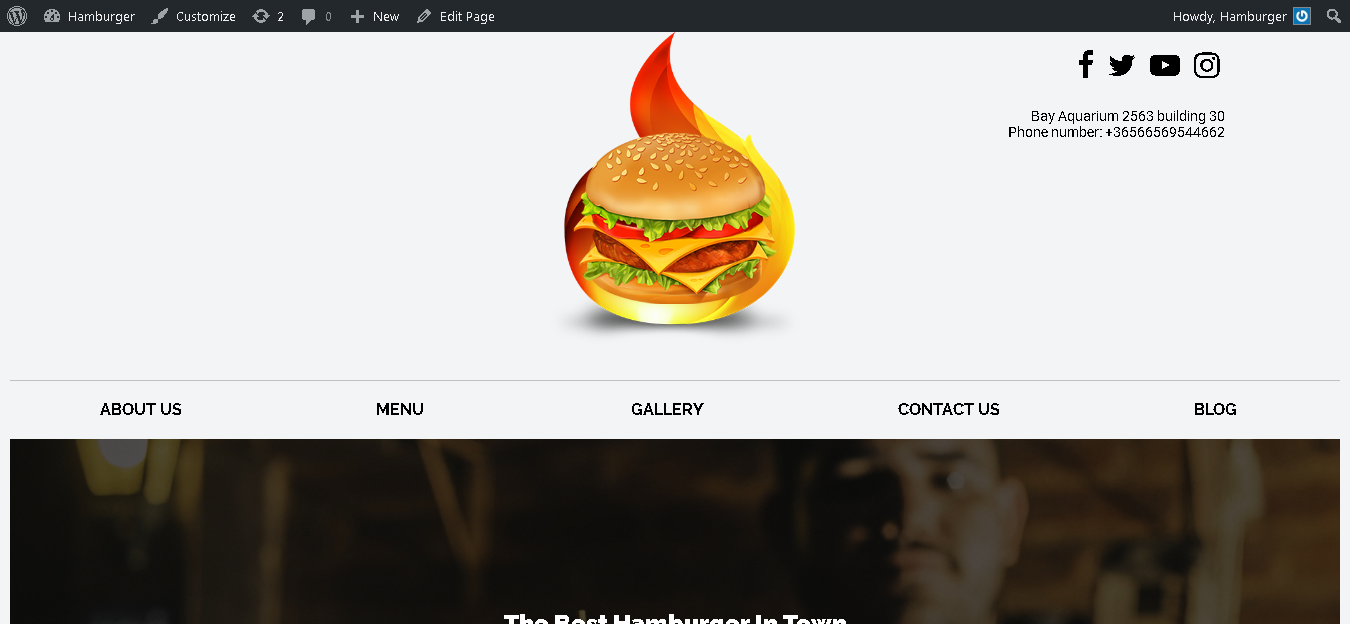 Hamburger Customize 2 0 New Edit Page Howdy, Hamburger
Bay Aquarium 2563 building 30
Phone number: +36566569544662
ABOUT US MENU GALLERY CONTACT US BLOG
The Best Hamburger In Town